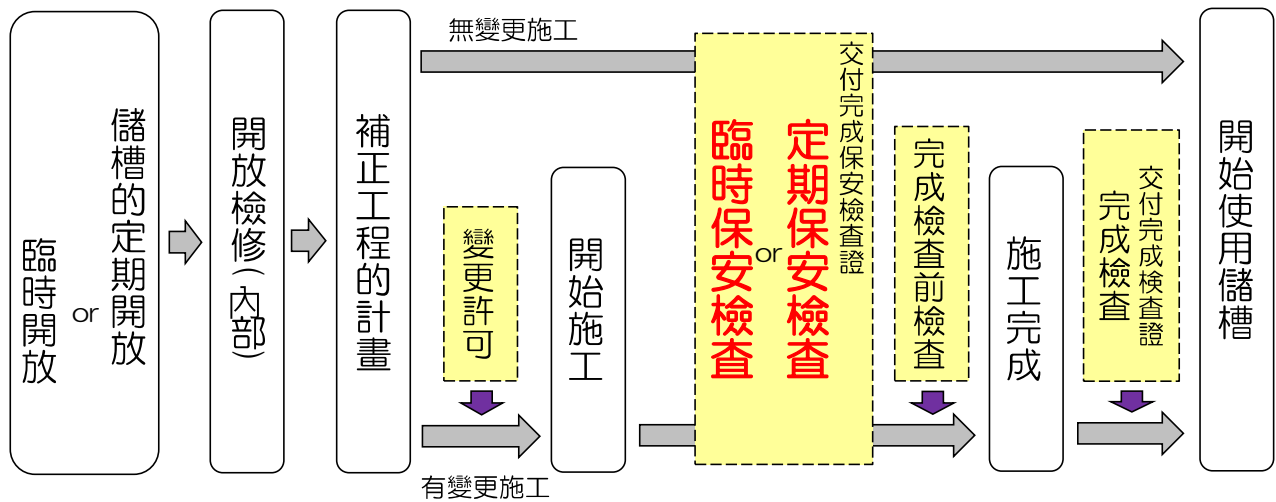 儲槽的定期開放
or
臨時開放
開放檢修(內部)
補正工程的計畫
無變更施工
有變更施工
變更許可
開始施工
交付完成保安檢查證
定期保安檢查
or
臨時保安檢查
完成檢查前檢查
施工完成
交付完成検查證
完成檢查
開始使用儲槽